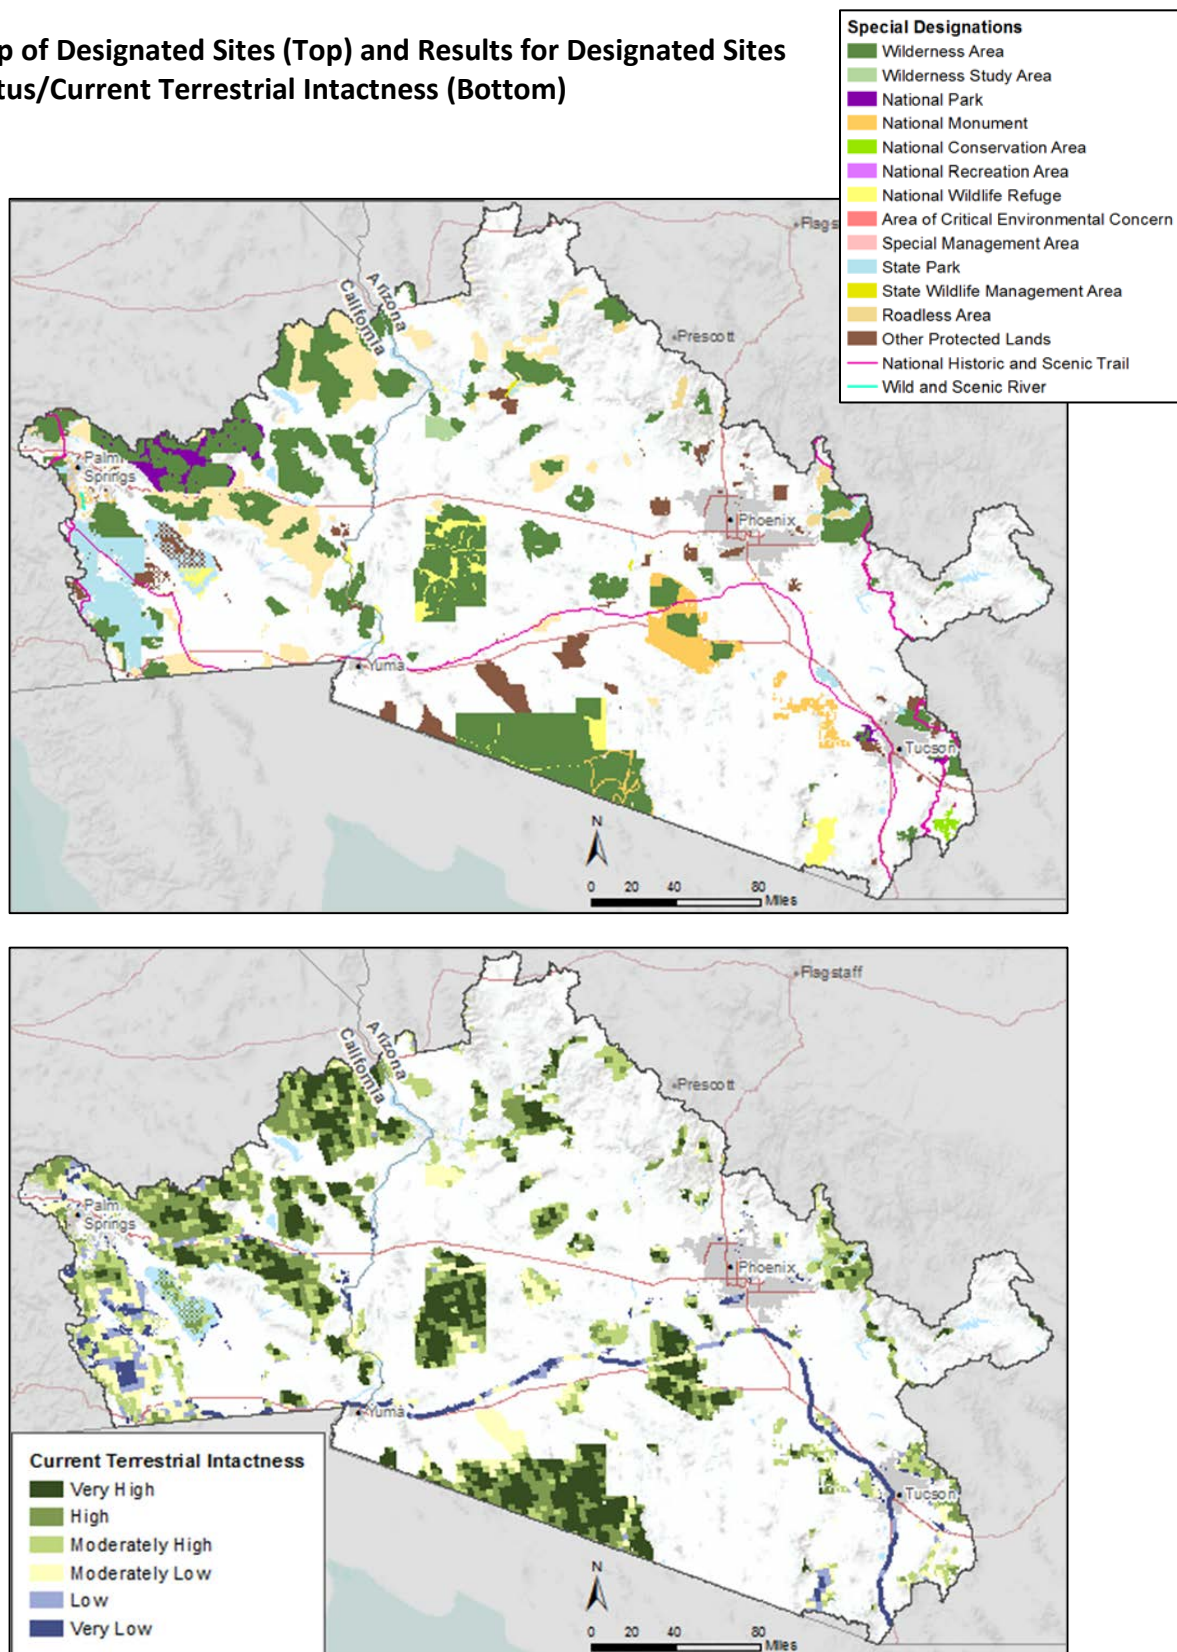 p of Designated Sites (Top) and Results for Designated Sites
tus/Current Terrestrial Intactness (Bottom)
Special Designations
Wilderness Area
Wilderness Study Area
National Park
National Monument
National Conservation Area
National Recreation Area
National Wildlife Refuge
Area of Critical Environmental Concern
Special Management Area
State Park
State Wildlife Management Area
Roadless Area
Other Protected Lands
National Historic and Scenic Trail
Wild and Scenic River
Flags
Arizona
California
Prescott
Palm
Springs
Phoenix
Yuma
Tucson
N
0 20 40 80
Miles
Flagstaff
Arizona
California
Prescott
Palm
Springs
Phoenix
Yuma
Tucson
Current Terrestrial Intactness
Very High
High
Moderately High
Moderately Low
Low
Very Low
N
0 20 40 80
Miles